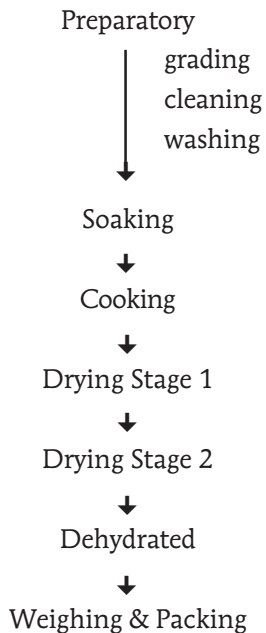 Preparatory
grading
cleaning
washing
Soaking
Cooking
Drying Stage 1
Drying Stage 2
Dehydrated
Weighing & Packing